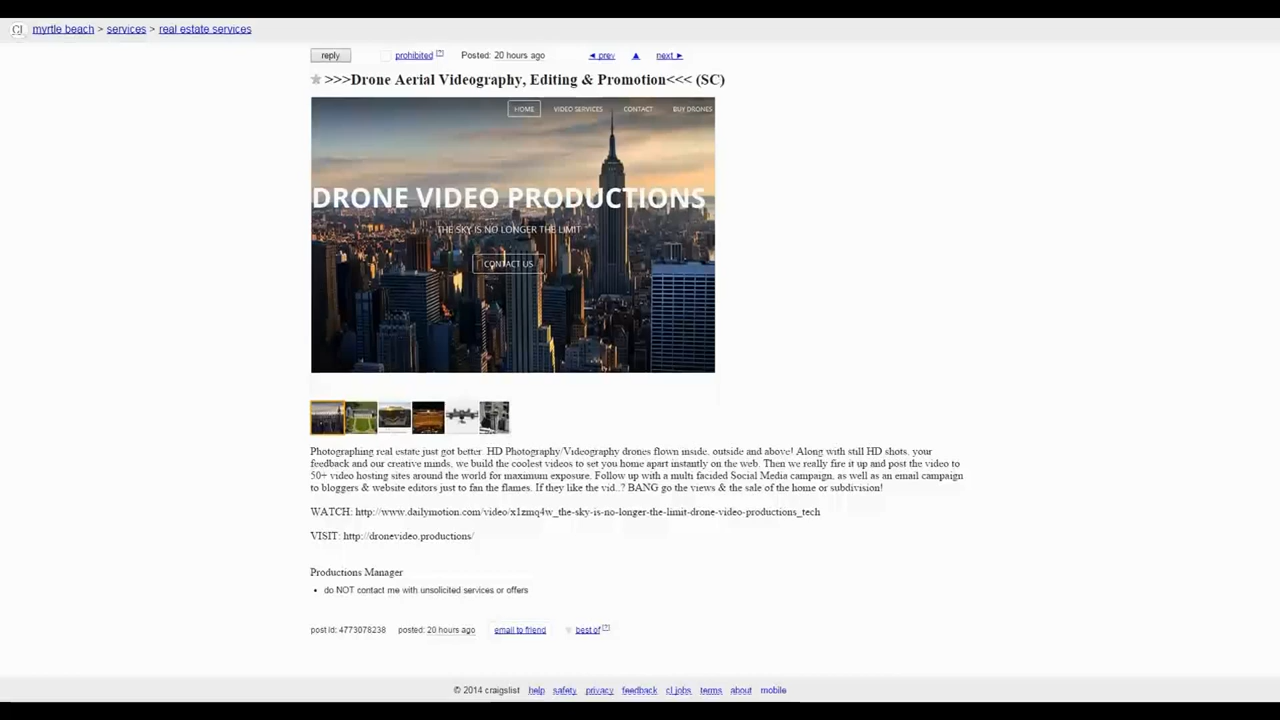 CL myrtle beach > services > real estate services
reply prohibited [?] Posted: 20 hours ago ◄ prev ▲ next ►
>>>Drone Aerial Videography, Editing & Promotion<<< (SC)
HOME VIDEO SERVICES CONTACT BUY DRONES
DRONE VIDEO PRODUCTIONS
THE SKY IS NO LONGER THE LIMIT
CONTACT US
Photographing real estate just got better. HD Photography/Videography drones flown inside, outside and above! Along with still HD shots, your
feedback and our creative minds, we build the coolest videos to set you home apart instantly on the web. Then we really fire it up and post the video to
50+ video hosting sites around the world for maximum exposure. Follow up with a multi facided Social Media campaign, as well as an email campaign
to bloggers & website editors just to fan the flames. If they like the vid..? BANG go the views & the sale of the home or subdivision!
WATCH: http://www.dailymotion.com/video/x1zmq4w_the-sky-is-no-longer-the-limit-drone-video-productions_tech
VISIT: http://dronevideo.productions/
Productions Manager
• do NOT contact me with unsolicited services or offers
post id: 4773078238 posted: 20 hours ago email to friend best of [?]
© 2014 craigslist help safety privacy feedback cl jobs terms about mobile